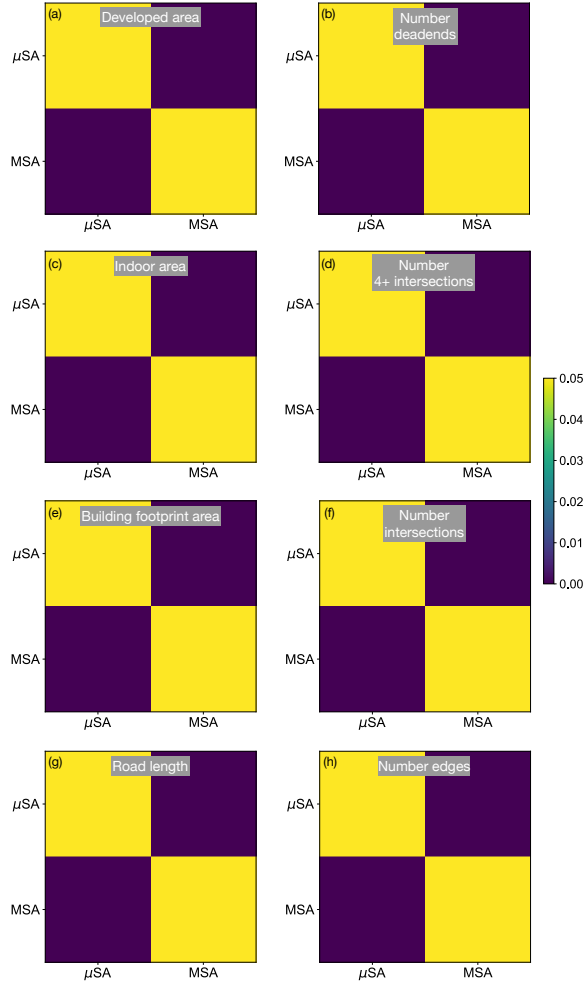 (a)
Developed area
μSA
MSA
μSA
MSA
(b)
Number
deadends
μSA
MSA
μSA
MSA
(c)
Indoor area
μSA
MSA
μSA
MSA
(d)
Number
4+ intersections
μSA
MSA
μSA
MSA
(e)
Building footprint area
μSA
MSA
μSA
MSA
(f)
Number
intersections
μSA
MSA
μSA
MSA
(g)
Road length
μSA
MSA
μSA
MSA
(h)
Number edges
μSA
MSA
μSA
MSA
0.05
0.04
0.03
0.02
0.01
0.00